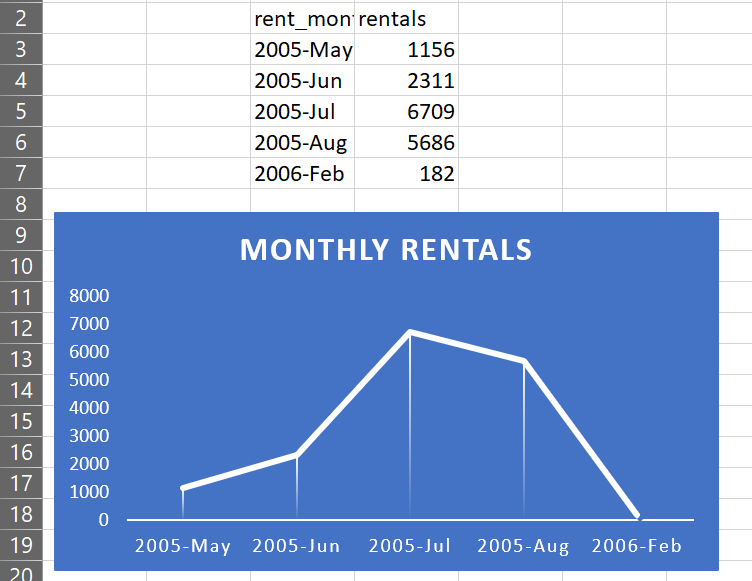 2 rent_mont rentals
3 2005-May 1156
4 2005-Jun 2311
5 2005-Jul 6709
6 2005-Aug 5686
7 2006-Feb 182
8
9 MONTHLY RENTALS
10
11 8000
12 7000
13 6000
14 5000
15 4000
16 3000
17 2000
18 1000
19 0
20 2005-May 2005-Jun 2005-Jul 2005-Aug 2006-Feb